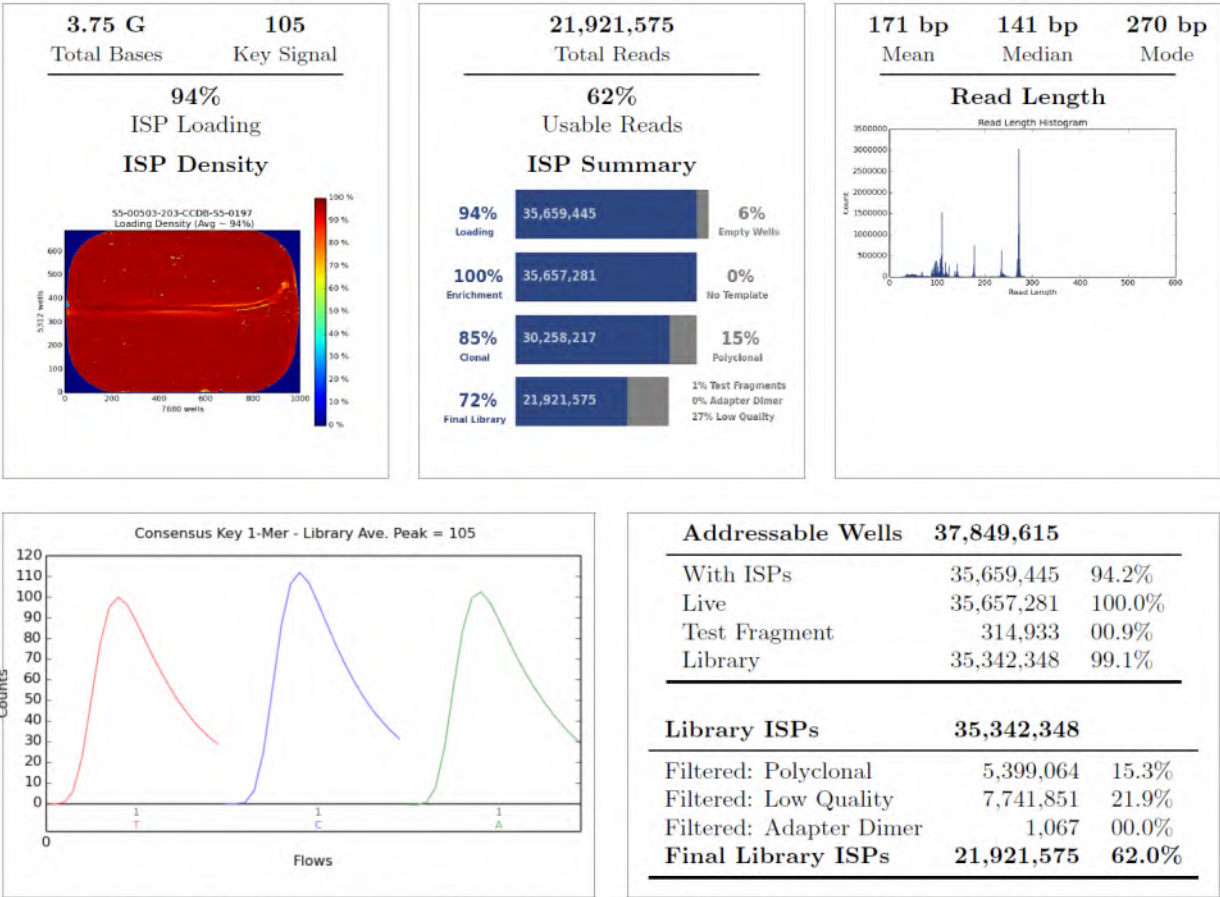 3.75 G 105
Total Bases Key Signal
94%
ISP Loading
ISP Density
S5-00503-203-CCDB-S5-0197
Loading Density (Avg ~ 94%)
600
500
400
300
200
100
0
5312 wells
0 200 400 600 800 1000
7680 wells
100 %
90 %
80 %
70 %
60 %
50 %
40 %
30 %
20 %
10 %
0 %
21,921,575
Total Reads
62%
Usable Reads
ISP Summary
94% 35,659,445 6%
Loading Empty Wells
100% 35,657,281 0%
Enrichment No Template
85% 30,258,217 15%
Clonal Polyclonal
72% 21,921,575
Final Library
1% Test Fragments
0% Adapter Dimer
27% Low Quality
171 bp 141 bp 270 bp
Mean Median Mode
Read Length
Read Length Histogram
3500000
3000000
2500000
2000000
1500000
1000000
500000
0
Count
0 100 200 300 400 500 600
Read Length
Consensus Key 1-Mer - Library Ave. Peak = 105
120
110
100
90
80
70
60
50
40
30
20
10
0
Counts
1 1 1
T C A
0
Flows
Addressable Wells 37,849,615
With ISPs 35,659,445 94.2%
Live 35,657,281 100.0%
Test Fragment 314,933 00.9%
Library 35,342,348 99.1%
Library ISPs 35,342,348
Filtered: Polyclonal 5,399,064 15.3%
Filtered: Low Quality 7,741,851 21.9%
Filtered: Adapter Dimer 1,067 00.0%
Final Library ISPs 21,921,575 62.0%